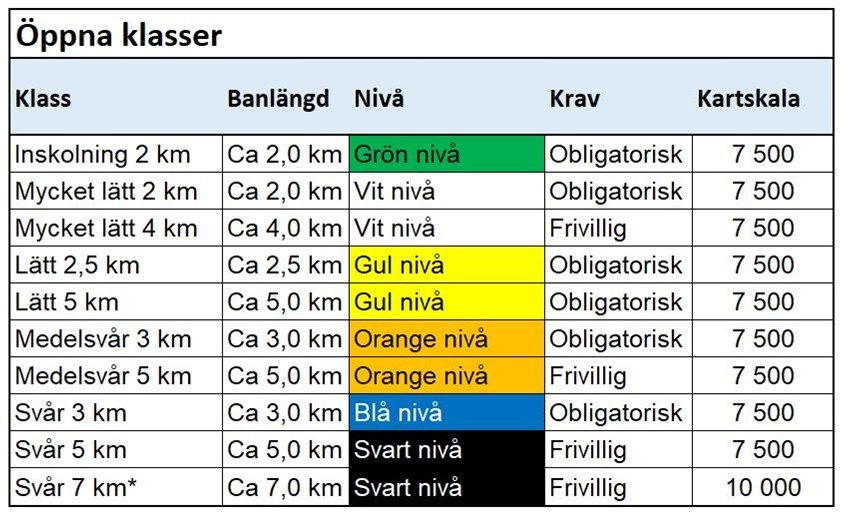 Öppna klasser
Klass Banlängd Nivå Krav Kartskala
Inskolning 2 km Ca 2,0 km Grön nivå Obligatorisk 7 500
Mycket lätt 2 km Ca 2,0 km Vit nivå Obligatorisk 7 500
Mycket lätt 4 km Ca 4,0 km Vit nivå Frivillig 7 500
Lätt 2,5 km Ca 2,5 km Gul nivå Obligatorisk 7 500
Lätt 5 km Ca 5,0 km Gul nivå Obligatorisk 7 500
Medelsvår 3 km Ca 3,0 km Orange nivå Obligatorisk 7 500
Medelsvår 5 km Ca 5,0 km Orange nivå Frivillig 7 500
Svår 3 km Ca 3,0 km Blå nivå Obligatorisk 7 500
Svår 5 km Ca 5,0 km Svart nivå Frivillig 7 500
Svår 7 km* Ca 7,0 km Svart nivå Frivillig 10 000